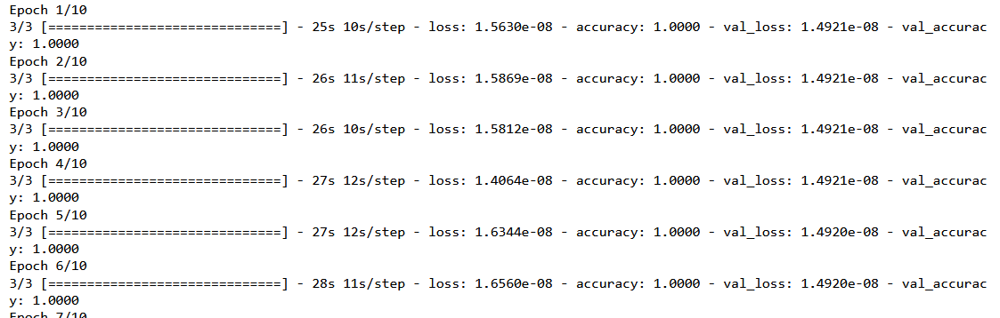 Epoch 1/10
3/3 [==============================] - 25s 10s/step - loss: 1.5630e-08 - accuracy: 1.0000 - val_loss: 1.4921e-08 - val_accurac
y: 1.0000
Epoch 2/10
3/3 [==============================] - 26s 11s/step - loss: 1.5869e-08 - accuracy: 1.0000 - val_loss: 1.4921e-08 - val_accurac
y: 1.0000
Epoch 3/10
3/3 [==============================] - 26s 10s/step - loss: 1.5812e-08 - accuracy: 1.0000 - val_loss: 1.4921e-08 - val_accurac
y: 1.0000
Epoch 4/10
3/3 [==============================] - 27s 12s/step - loss: 1.4064e-08 - accuracy: 1.0000 - val_loss: 1.4921e-08 - val_accurac
y: 1.0000
Epoch 5/10
3/3 [==============================] - 27s 12s/step - loss: 1.6344e-08 - accuracy: 1.0000 - val_loss: 1.4920e-08 - val_accurac
y: 1.0000
Epoch 6/10
3/3 [==============================] - 28s 11s/step - loss: 1.6560e-08 - accuracy: 1.0000 - val_loss: 1.4920e-08 - val_accurac
y: 1.0000
Epoch 7/10